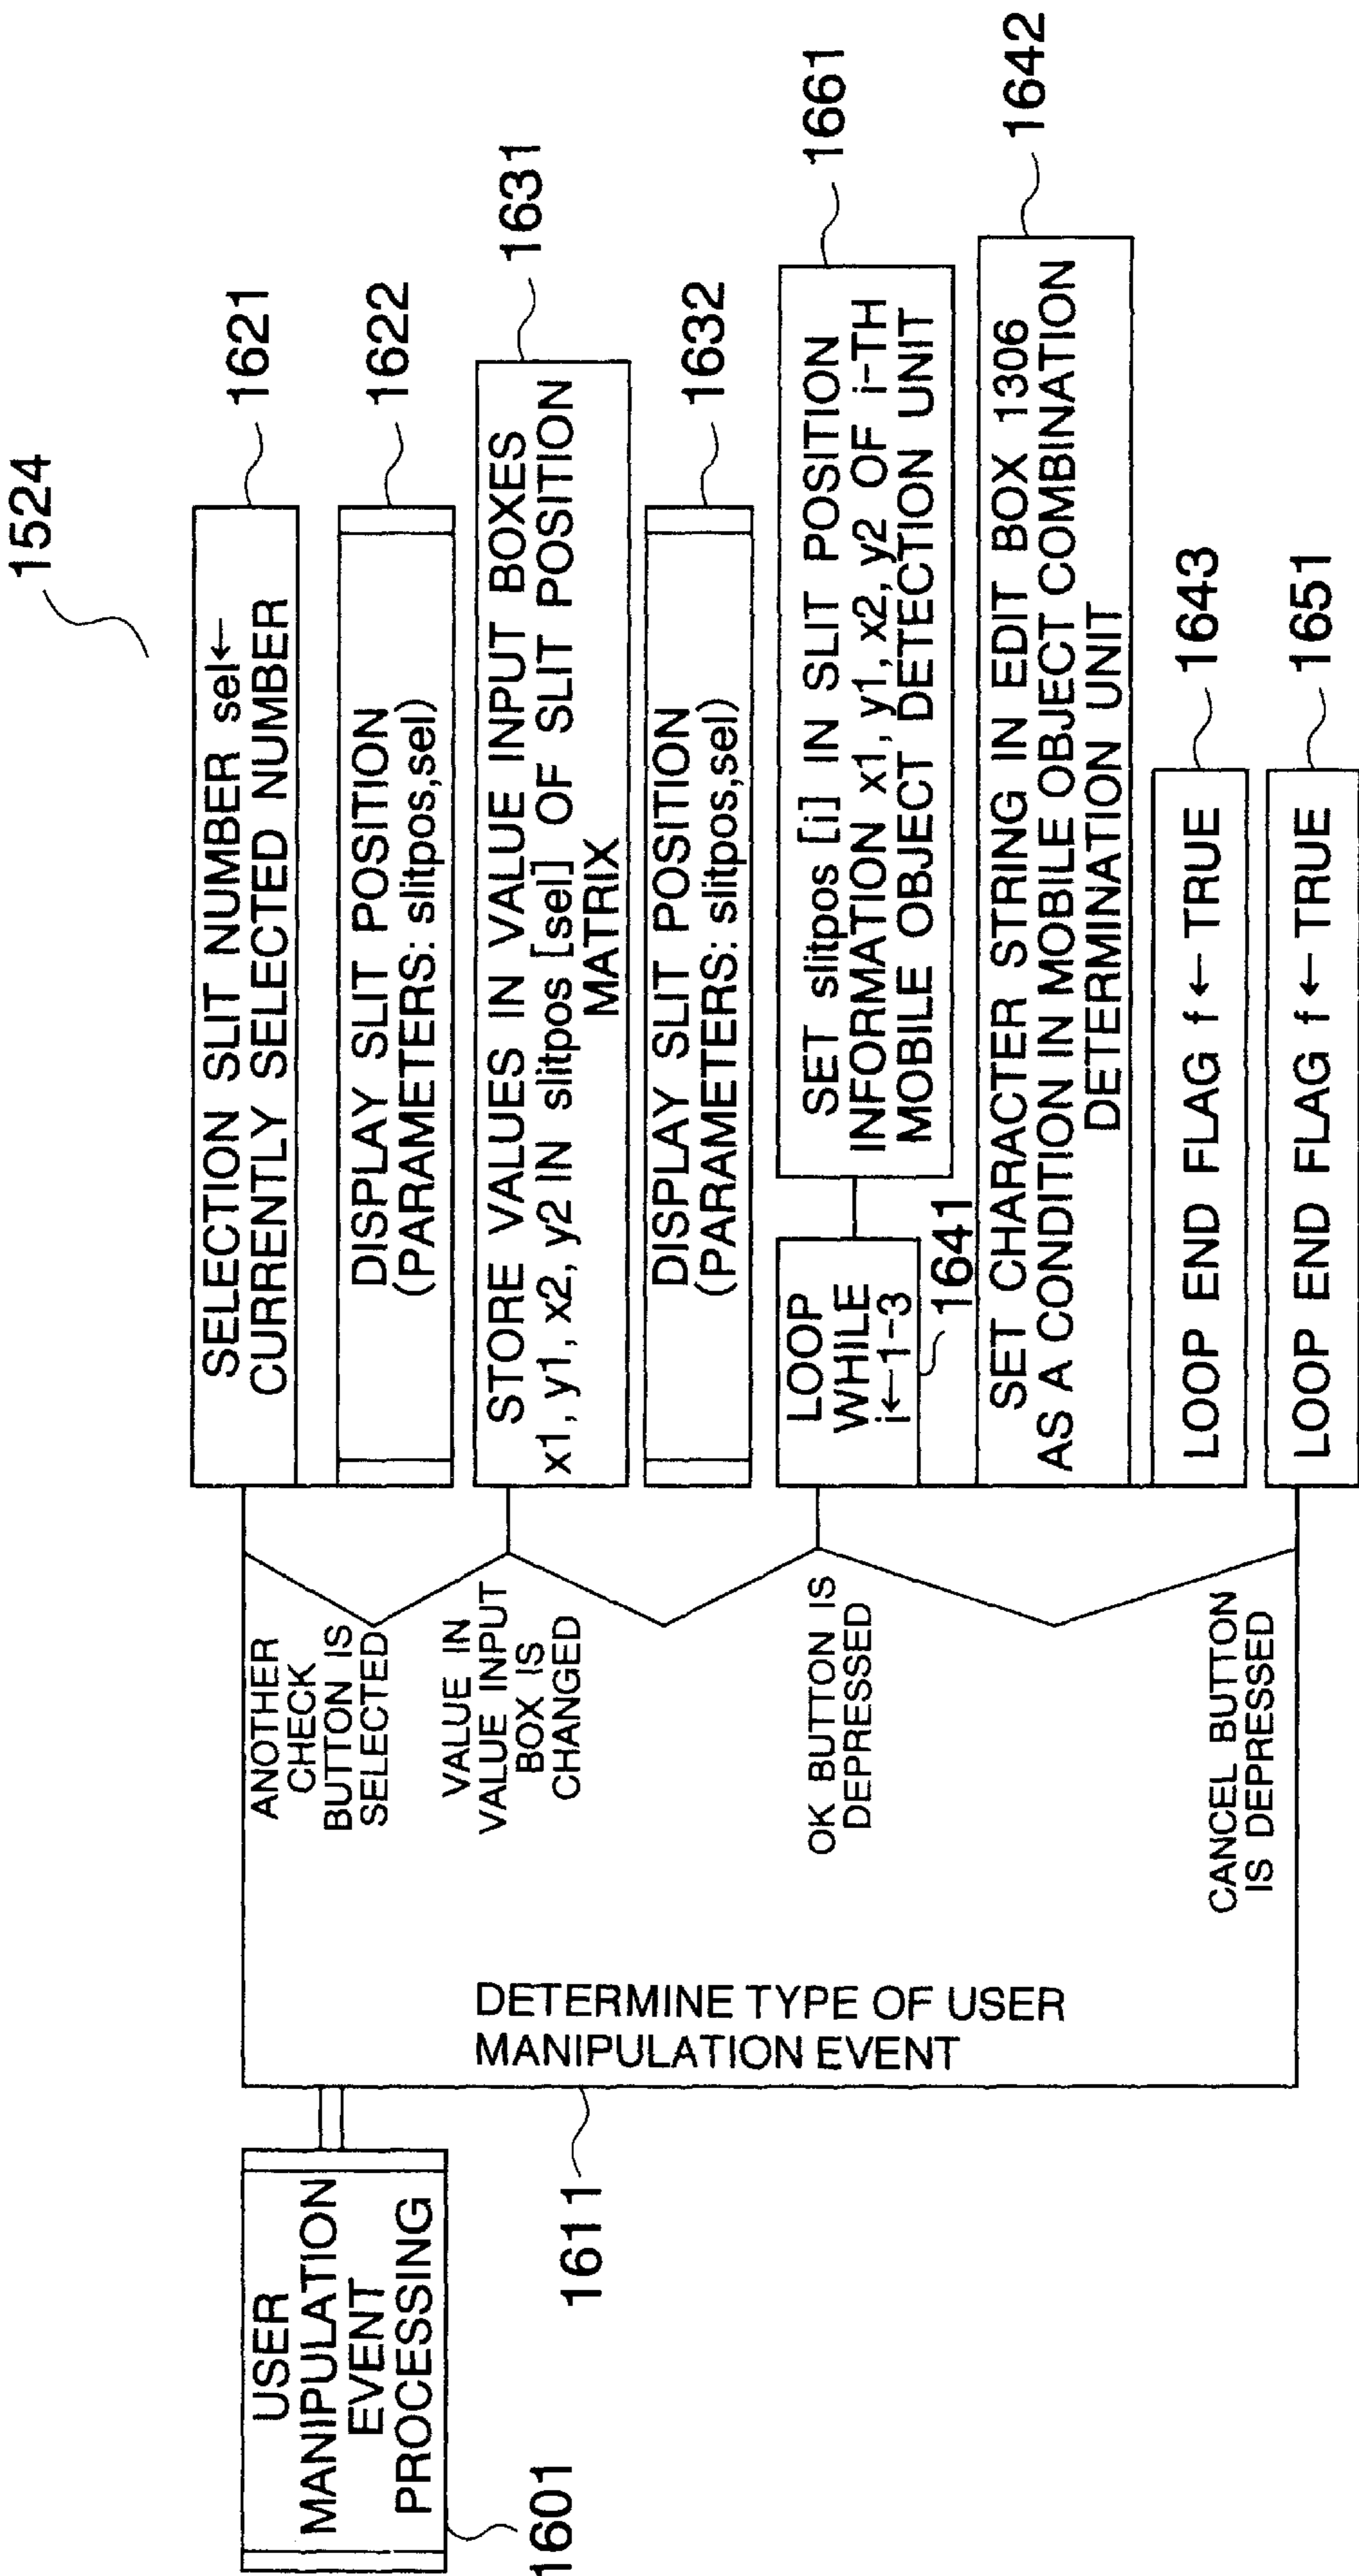 1524
USER
MANIPULATION
EVENT
PROCESSING
1601
DETERMINE TYPE OF USER
MANIPULATION EVENT
1611
ANOTHER
CHECK
BUTTON IS
SELECTED
SELECTION SLIT NUMBER sel←
CURRENTLY SELECTED NUMBER
1621
DISPLAY SLIT POSITION
(PARAMETERS: slitpos,sel)
1622
VALUE IN
VALUE INPUT
BOX IS
CHANGED
STORE VALUES IN VALUE INPUT BOXES
x1, y1, x2, y2 IN slitpos [sel] OF SLIT POSITION
MATRIX
1631
DISPLAY SLIT POSITION
(PARAMETERS: slitpos,sel)
1632
OK BUTTON IS
DEPRESSED
LOOP
WHILE
i←1-3
1641
SET slitpos [i] IN SLIT POSITION
INFORMATION x1, y1, x2, y2 OF i-TH
MOBILE OBJECT DETECTION UNIT
1661
SET CHARACTER STRING IN EDIT BOX 1306
AS A CONDITION IN MOBILE OBJECT COMBINATION
DETERMINATION UNIT
1642
LOOP END FLAG f ← TRUE
1643
CANCEL BUTTON
IS DEPRESSED
LOOP END FLAG f ← TRUE
1651